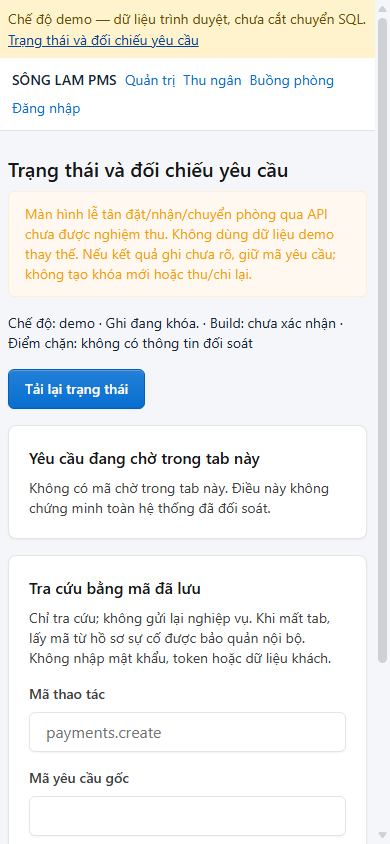 Chế độ demo — dữ liệu trình duyệt, chưa cắt chuyển SQL.
Trạng thái và đối chiếu yêu cầu
SÔNG LAM PMS Quản trị Thu ngân Buồng phòng
Đăng nhập
Trạng thái và đối chiếu yêu cầu
Màn hình lễ tân đặt/nhận/chuyển phòng qua API
chưa được nghiệm thu. Không dùng dữ liệu demo
thay thế. Nếu kết quả ghi chưa rõ, giữ mã yêu cầu;
không tạo khóa mới hoặc thu/chi lại.
Chế độ: demo · Ghi đang khóa. · Build: chưa xác nhận ·
Điểm chặn: không có thông tin đối soát
Tải lại trạng thái
Yêu cầu đang chờ trong tab này
Không có mã chờ trong tab này. Điều này không
chứng minh toàn hệ thống đã đối soát.
Tra cứu bằng mã đã lưu
Chỉ tra cứu; không gửi lại nghiệp vụ. Khi mất tab,
lấy mã từ hồ sơ sự cố được bảo quản nội bộ.
Không nhập mật khẩu, token hoặc dữ liệu khách.
Mã thao tác
payments.create
Mã yêu cầu gốc